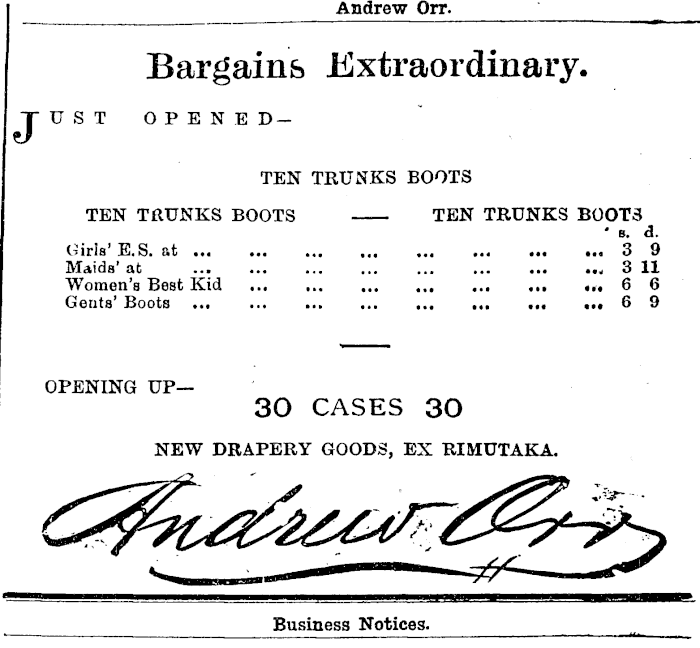 Andrew Orr.
Bargains Extraordinary.
JUST OPENED—
TEN TRUNKS BOOTS
TEN TRUNKS BOOTS — TEN TRUNKS BOOTS
s. d.
Girls' E.S. at ... ... ... ... ... ... ... ... 3 9
Maids' at ... ... ... ... ... ... ... ... 3 11
Women's Best Kid ... ... ... ... ... ... ... 6 6
Gents' Boots ... ... ... ... ... ... ... ... 6 9
OPENING UP—
30 CASES 30
NEW DRAPERY GOODS, EX RIMUTAKA.
Andrew Orr
Business Notices.